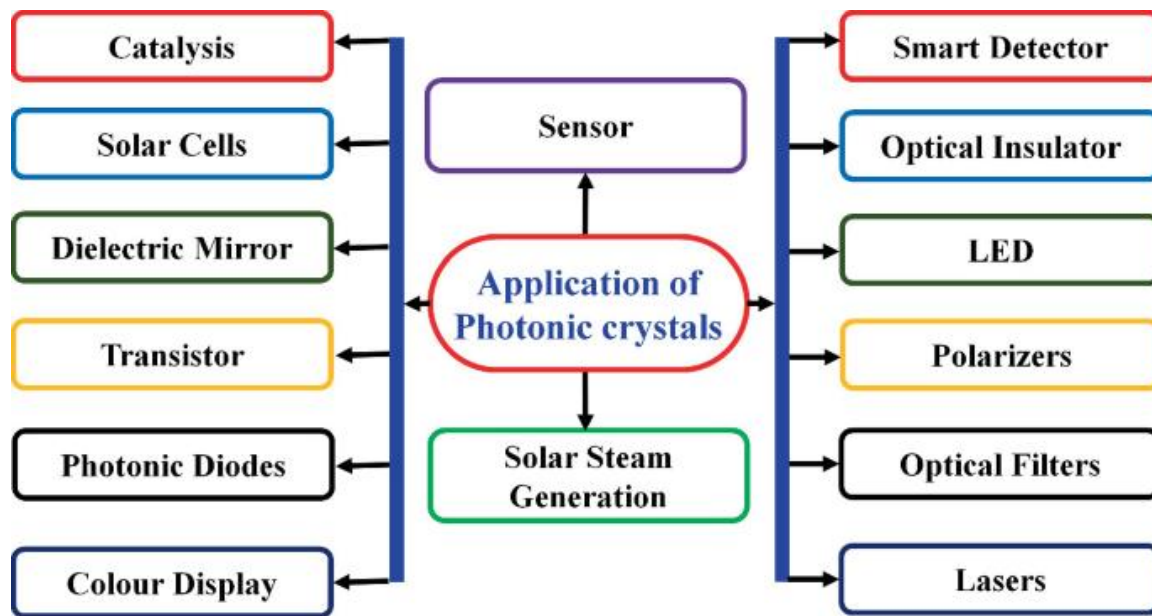 Catalysis
Solar Cells
Dielectric Mirror
Transistor
Photonic Diodes
Colour Display
Sensor
Application of
Photonic crystals
Solar Steam
Generation
Smart Detector
Optical Insulator
LED
Polarizers
Optical Filters
Lasers